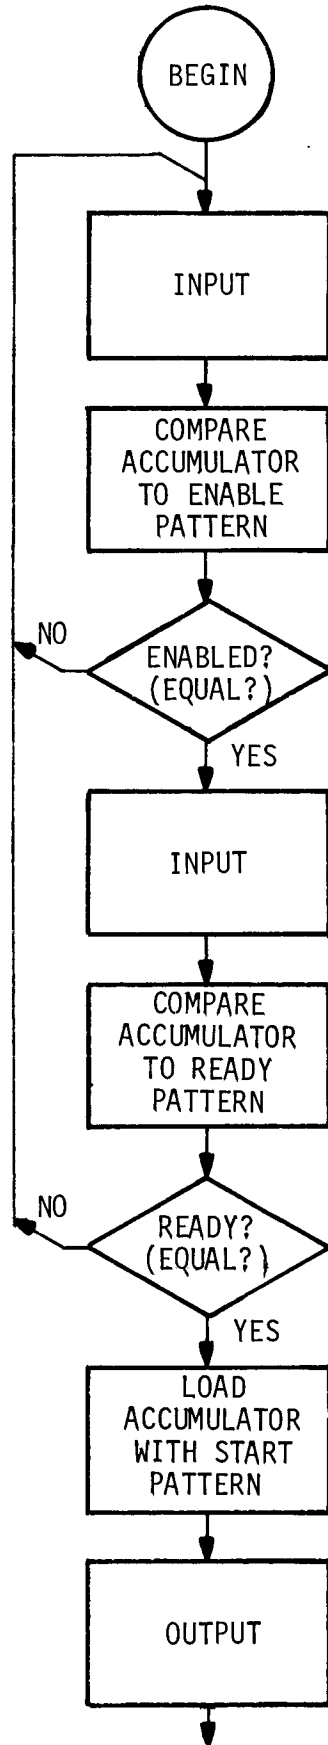 BEGIN
INPUT
COMPARE
ACCUMULATOR
TO ENABLE
PATTERN
NO
ENABLED?
(EQUAL?)
YES
INPUT
COMPARE
ACCUMULATOR
TO READY
PATTERN
NO
READY?
(EQUAL?)
YES
LOAD
ACCUMULATOR
WITH START
PATTERN
OUTPUT